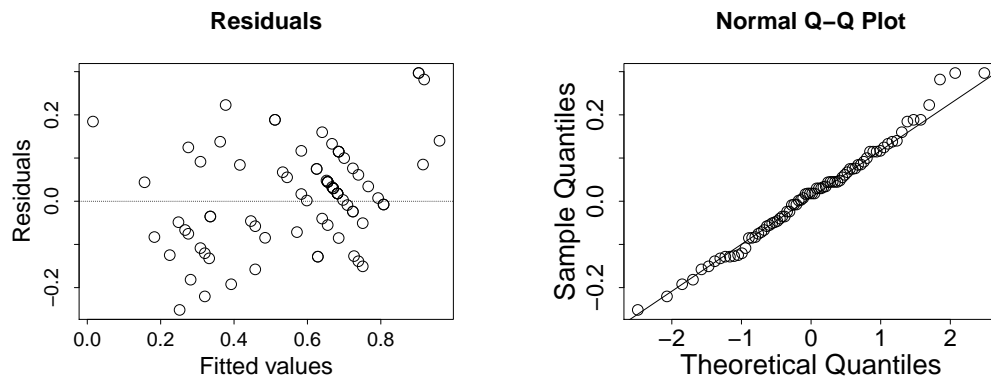 Residuals
Residuals
0.2
0.0
−0.2
0.0
0.2
0.4
0.6
0.8
Fitted values
Normal Q−Q Plot
Sample Quantiles
0.2
0.0
−0.2
−2
−1
0
1
2
Theoretical Quantiles